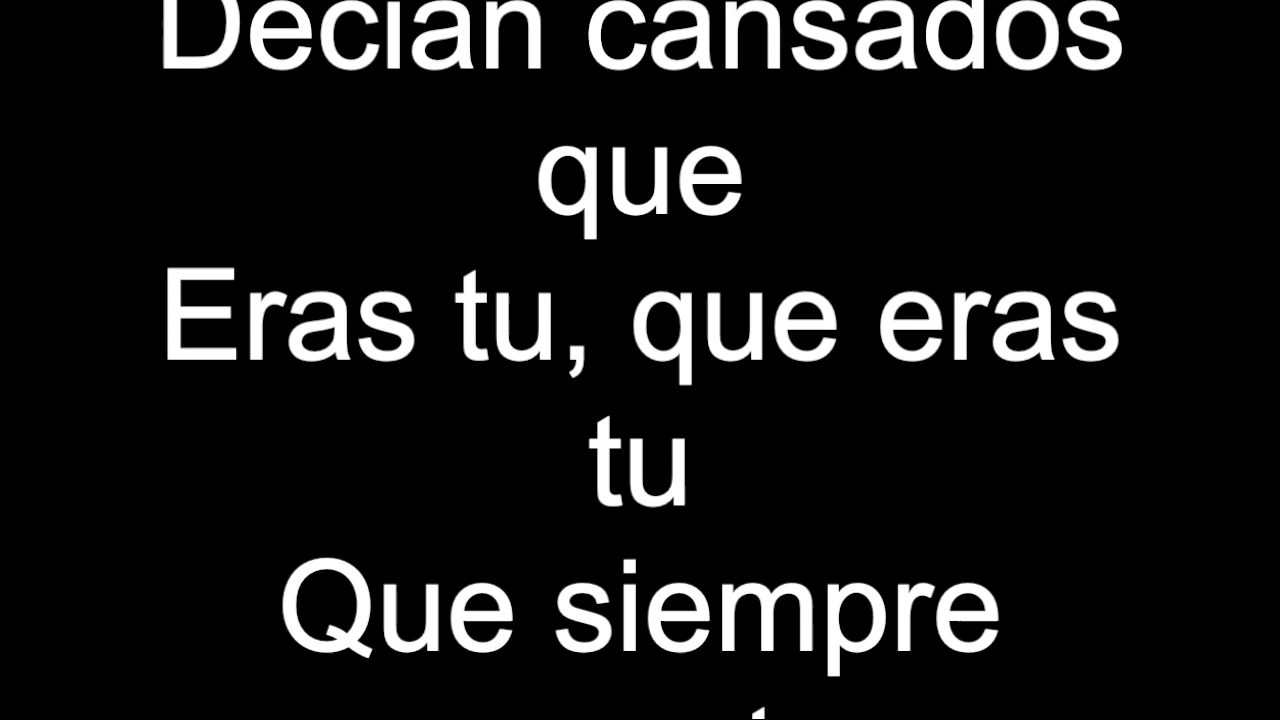 Decian cansados
que
Eras tu, que eras
tu
Que siempre